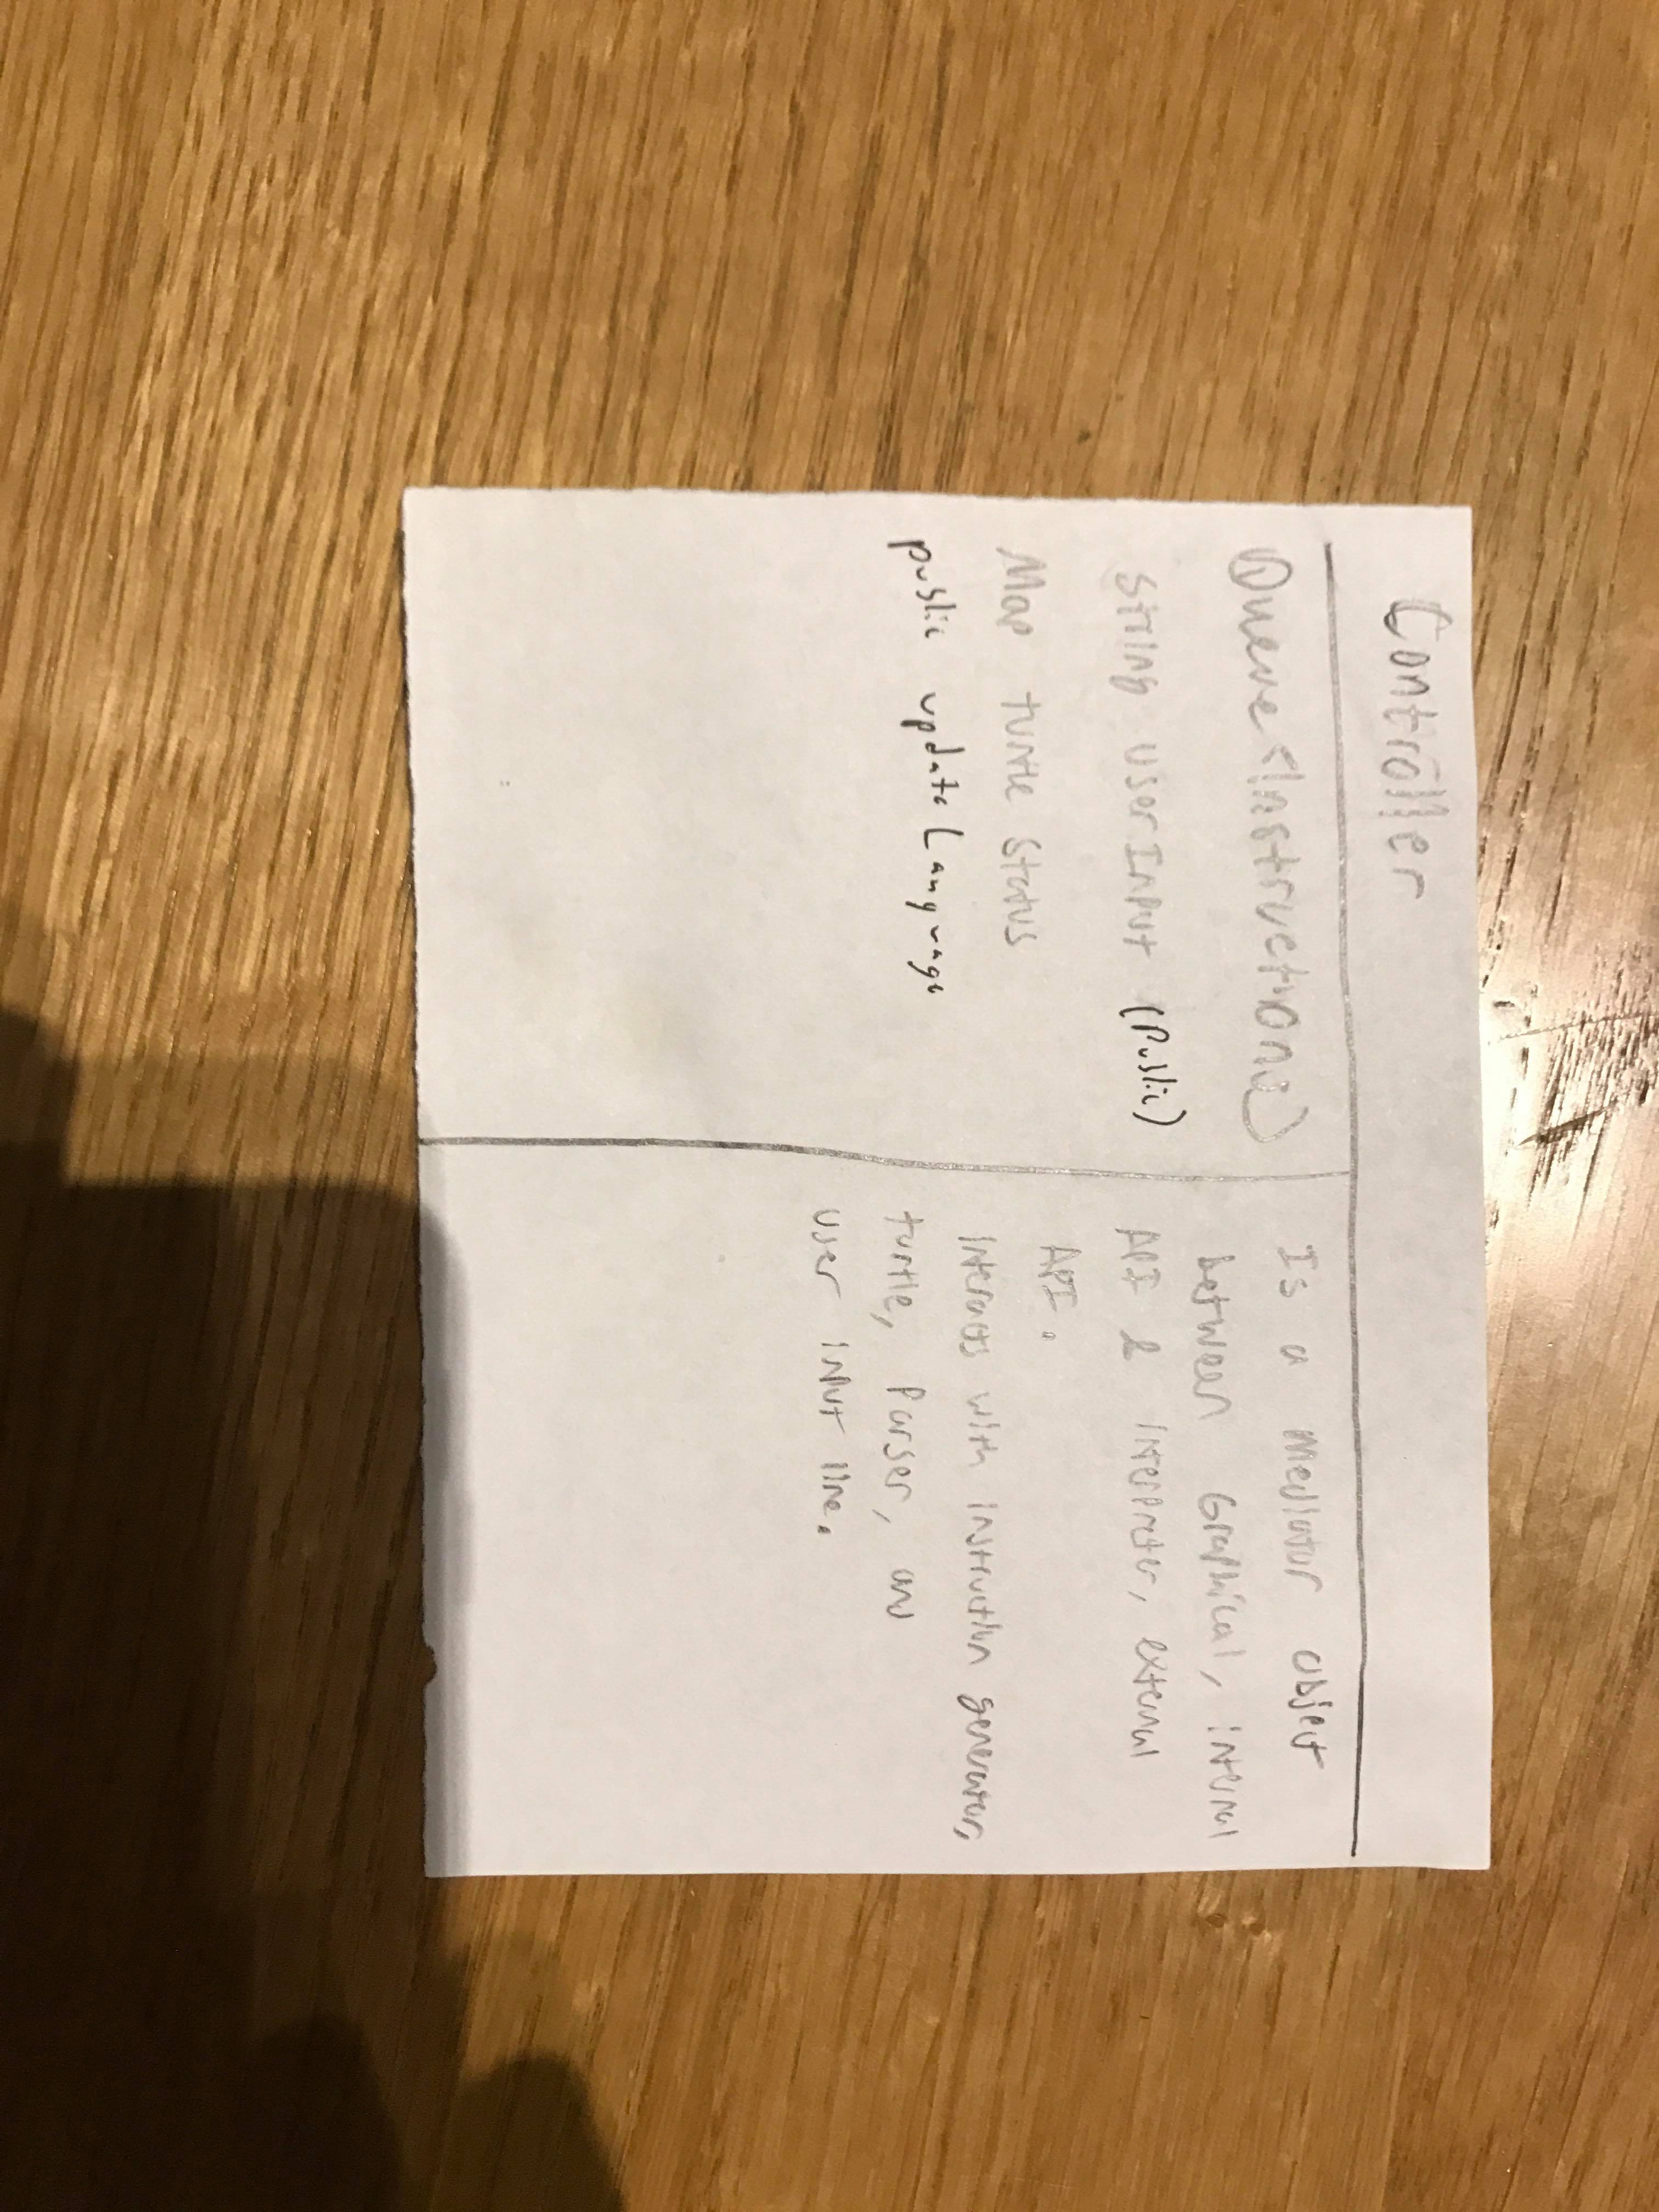 Controller
Queue<Instructions>
String userInput (Public)
Map turtle Status
public updateLanguage
Is a mediator object
between Graphical, internal
API & interpreter, external
API.
Interacts with instruction generator,
turtle, Parser, and
user input line.